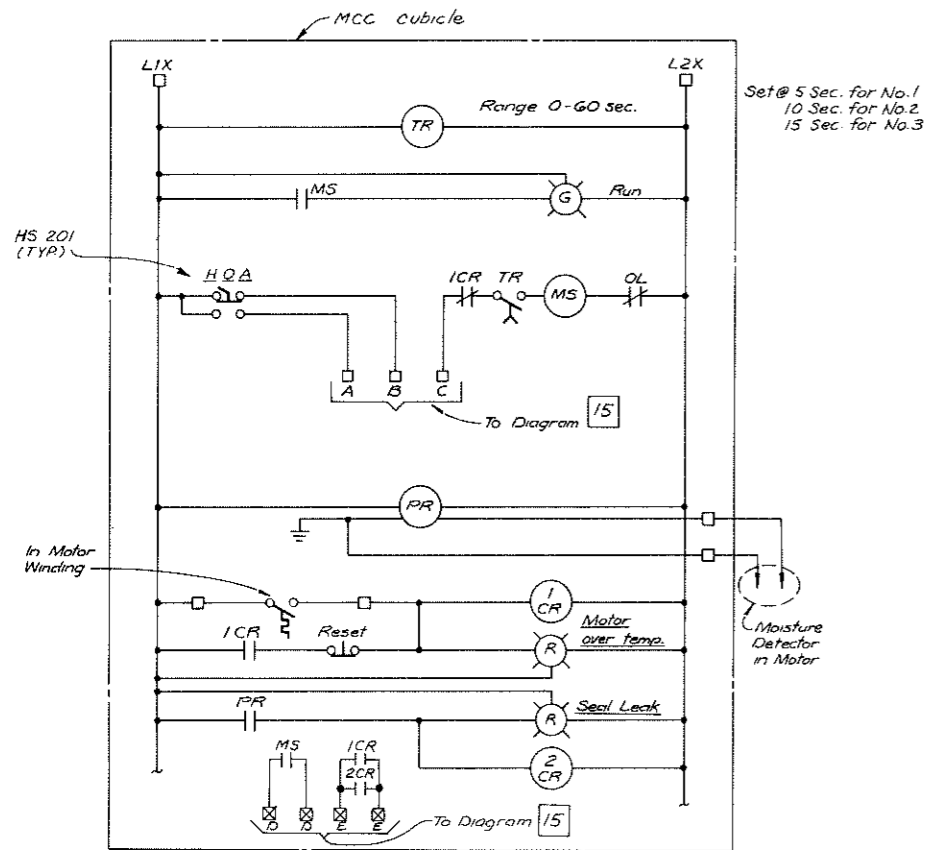 MCC cubicle
L1X
L2X
Set @ 5 Sec. for No.1
10 Sec. for No.2
15 Sec. for No.3
Range 0-60 sec.
TR
MS
G
Run
HS 201
(TYP.)
H O A
1CR
TR
MS
OL
A
B
C
To Diagram 15
PR
In Motor
Winding
1
CR
Motor
over temp.
1CR
Reset
R
Moisture
Detector
in Motor
PR
R
Seal Leak
2
CR
MS
1CR
2CR
D
D
E
E
To Diagram 15